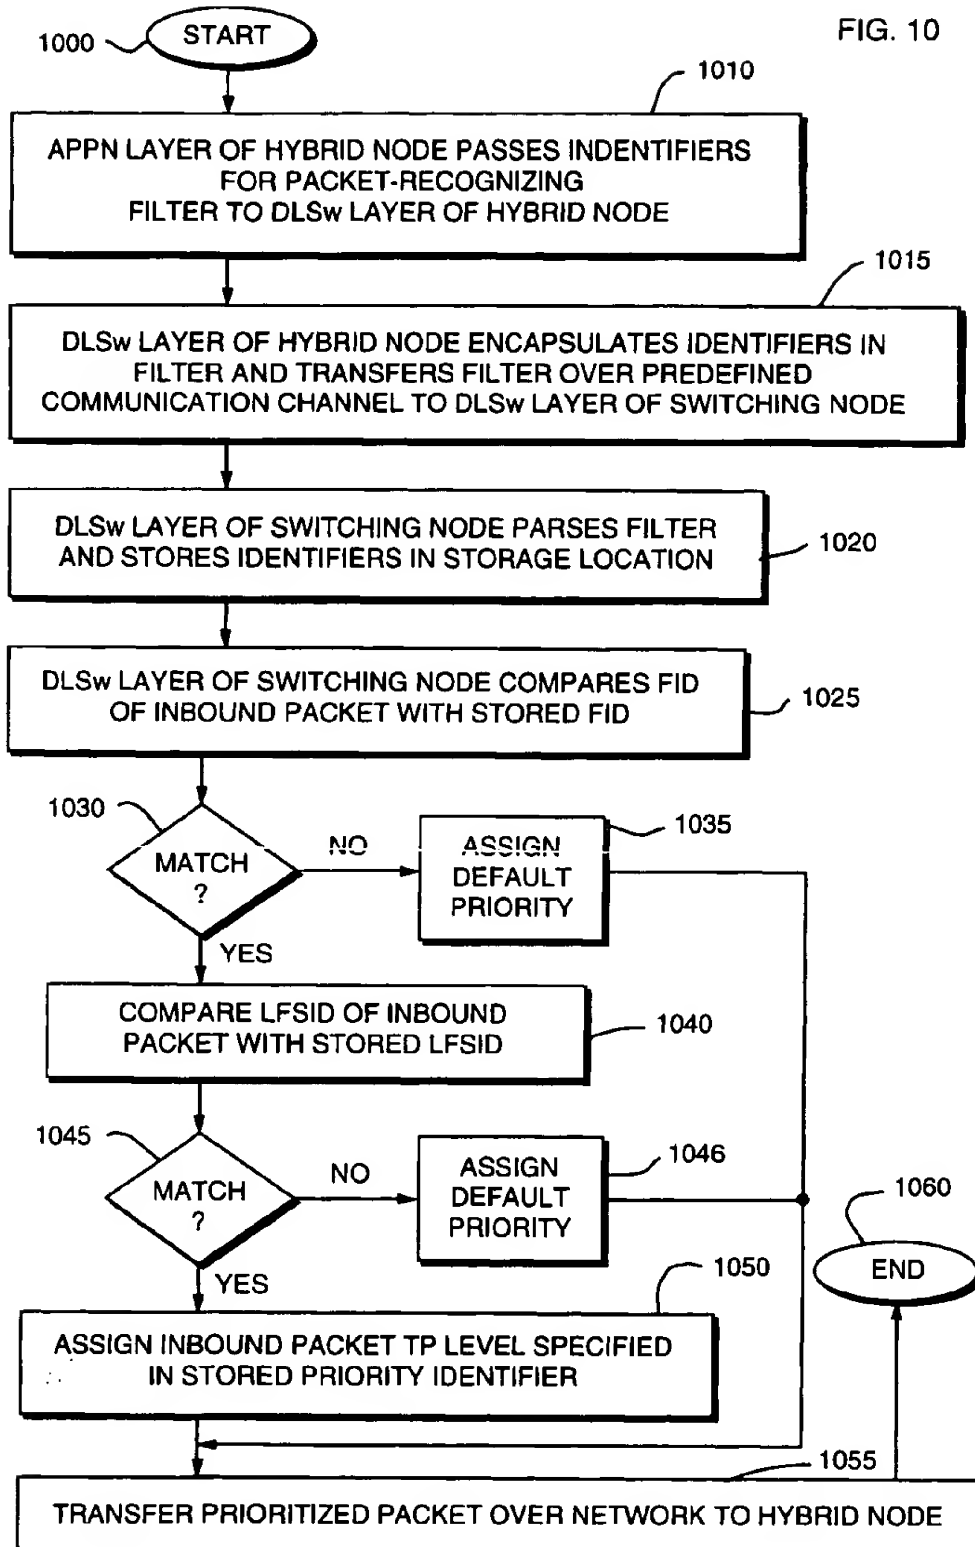 FIG. 10
1000
START
1010
APPN LAYER OF HYBRID NODE PASSES INDENTIFIERS
FOR PACKET-RECOGNIZING
FILTER TO DLSw LAYER OF HYBRID NODE
1015
DLSw LAYER OF HYBRID NODE ENCAPSULATES IDENTIFIERS IN
FILTER AND TRANSFERS FILTER OVER PREDEFINED
COMMUNICATION CHANNEL TO DLSw LAYER OF SWITCHING NODE
DLSw LAYER OF SWITCHING NODE PARSES FILTER
AND STORES IDENTIFIERS IN STORAGE LOCATION
1020
DLSw LAYER OF SWITCHING NODE COMPARES FID
OF INBOUND PACKET WITH STORED FID
1025
1030
MATCH
?
NO
YES
1035
ASSIGN
DEFAULT
PRIORITY
COMPARE LFSID OF INBOUND
PACKET WITH STORED LFSID
1040
1045
MATCH
?
NO
YES
1046
ASSIGN
DEFAULT
PRIORITY
1060
END
1050
ASSIGN INBOUND PACKET TP LEVEL SPECIFIED
IN STORED PRIORITY IDENTIFIER
1055
TRANSFER PRIORITIZED PACKET OVER NETWORK TO HYBRID NODE